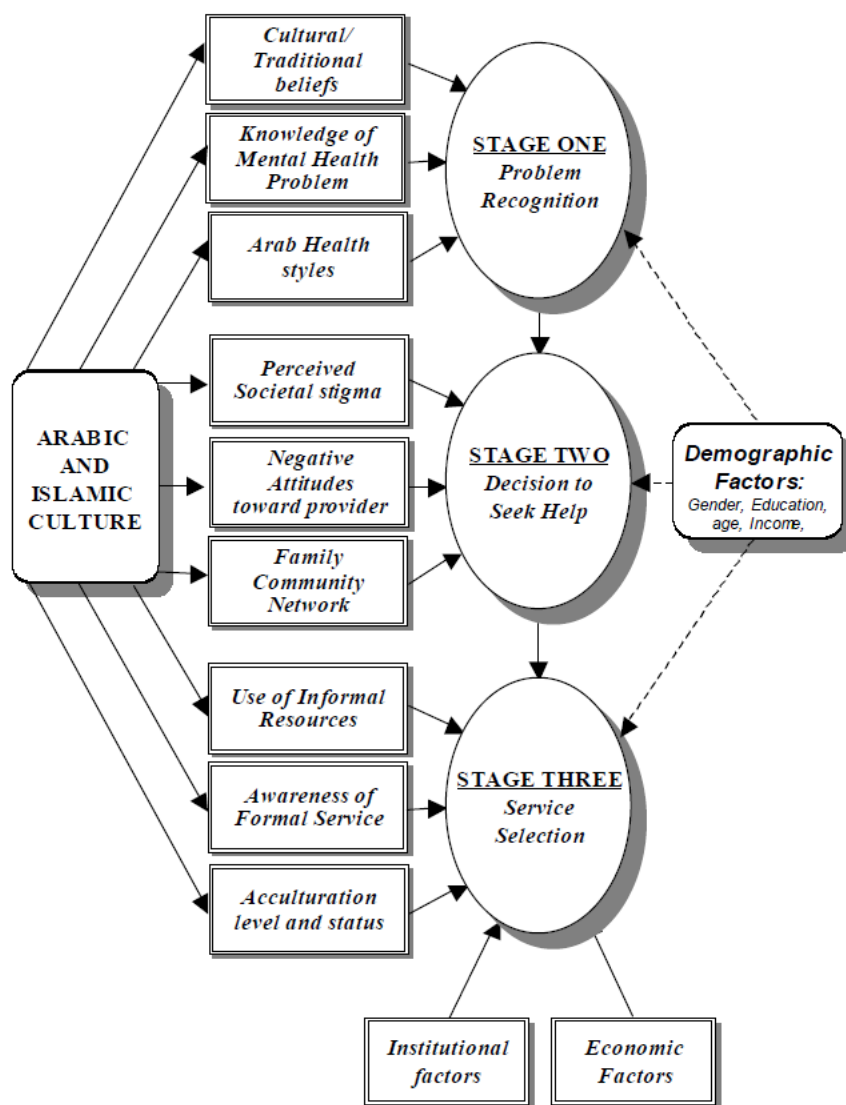 Cultural/
Traditional
beliefs
Knowledge of
Mental Health
Problem
Arab Health
styles
STAGE ONE
Problem
Recognition
ARABIC
AND
ISLAMIC
CULTURE
Perceived
Societal stigma
Negative
Attitudes
toward provider
Family
Community
Network
STAGE TWO
Decision to
Seek Help
Demographic
Factors:
Gender, Education,
age, Income,
Use of Informal
Resources
Awareness of
Formal Service
Acculturation
level and status
STAGE THREE
Service
Selection
Institutional
factors
Economic
Factors